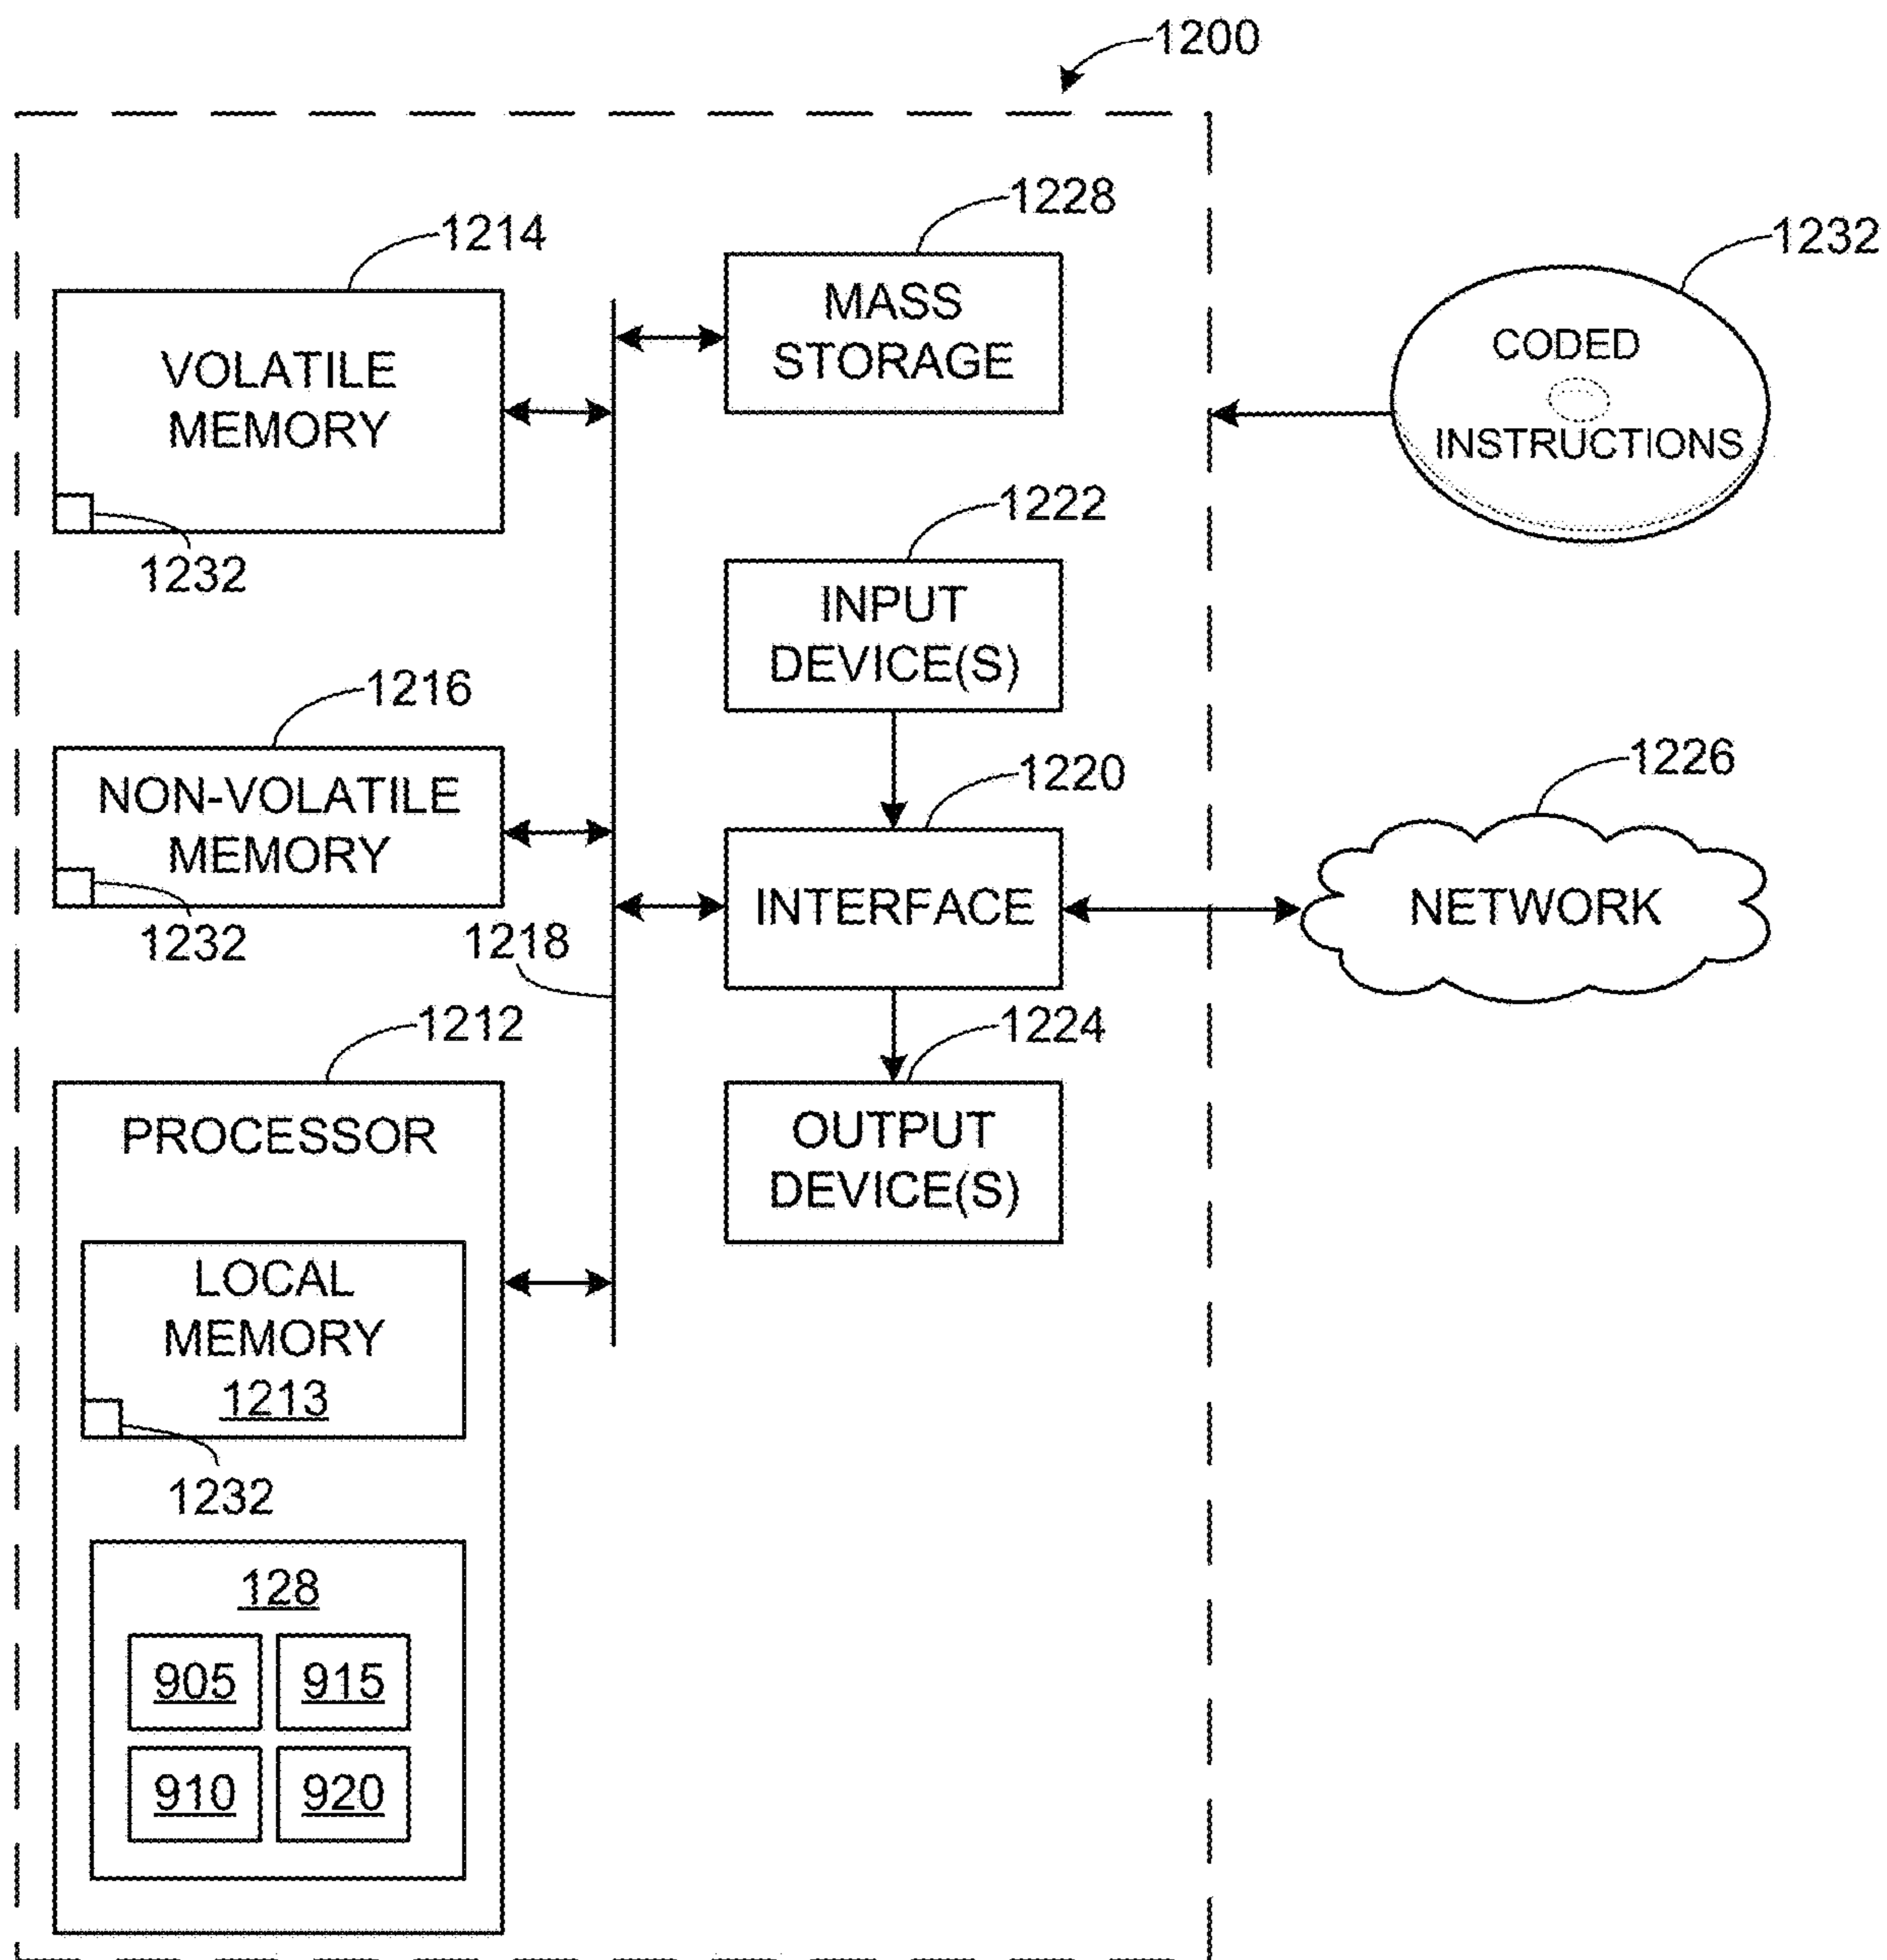 1200
1228
1214
1232
MASS
STORAGE
VOLATILE
MEMORY
CODED
INSTRUCTIONS
1232
1222
INPUT
DEVICE(S)
1216
1220
1226
NON-VOLATILE
MEMORY
INTERFACE
NETWORK
1232
1218
1212
1224
PROCESSOR
OUTPUT
DEVICE(S)
LOCAL
MEMORY
1213
1232
128
905 915
910 920